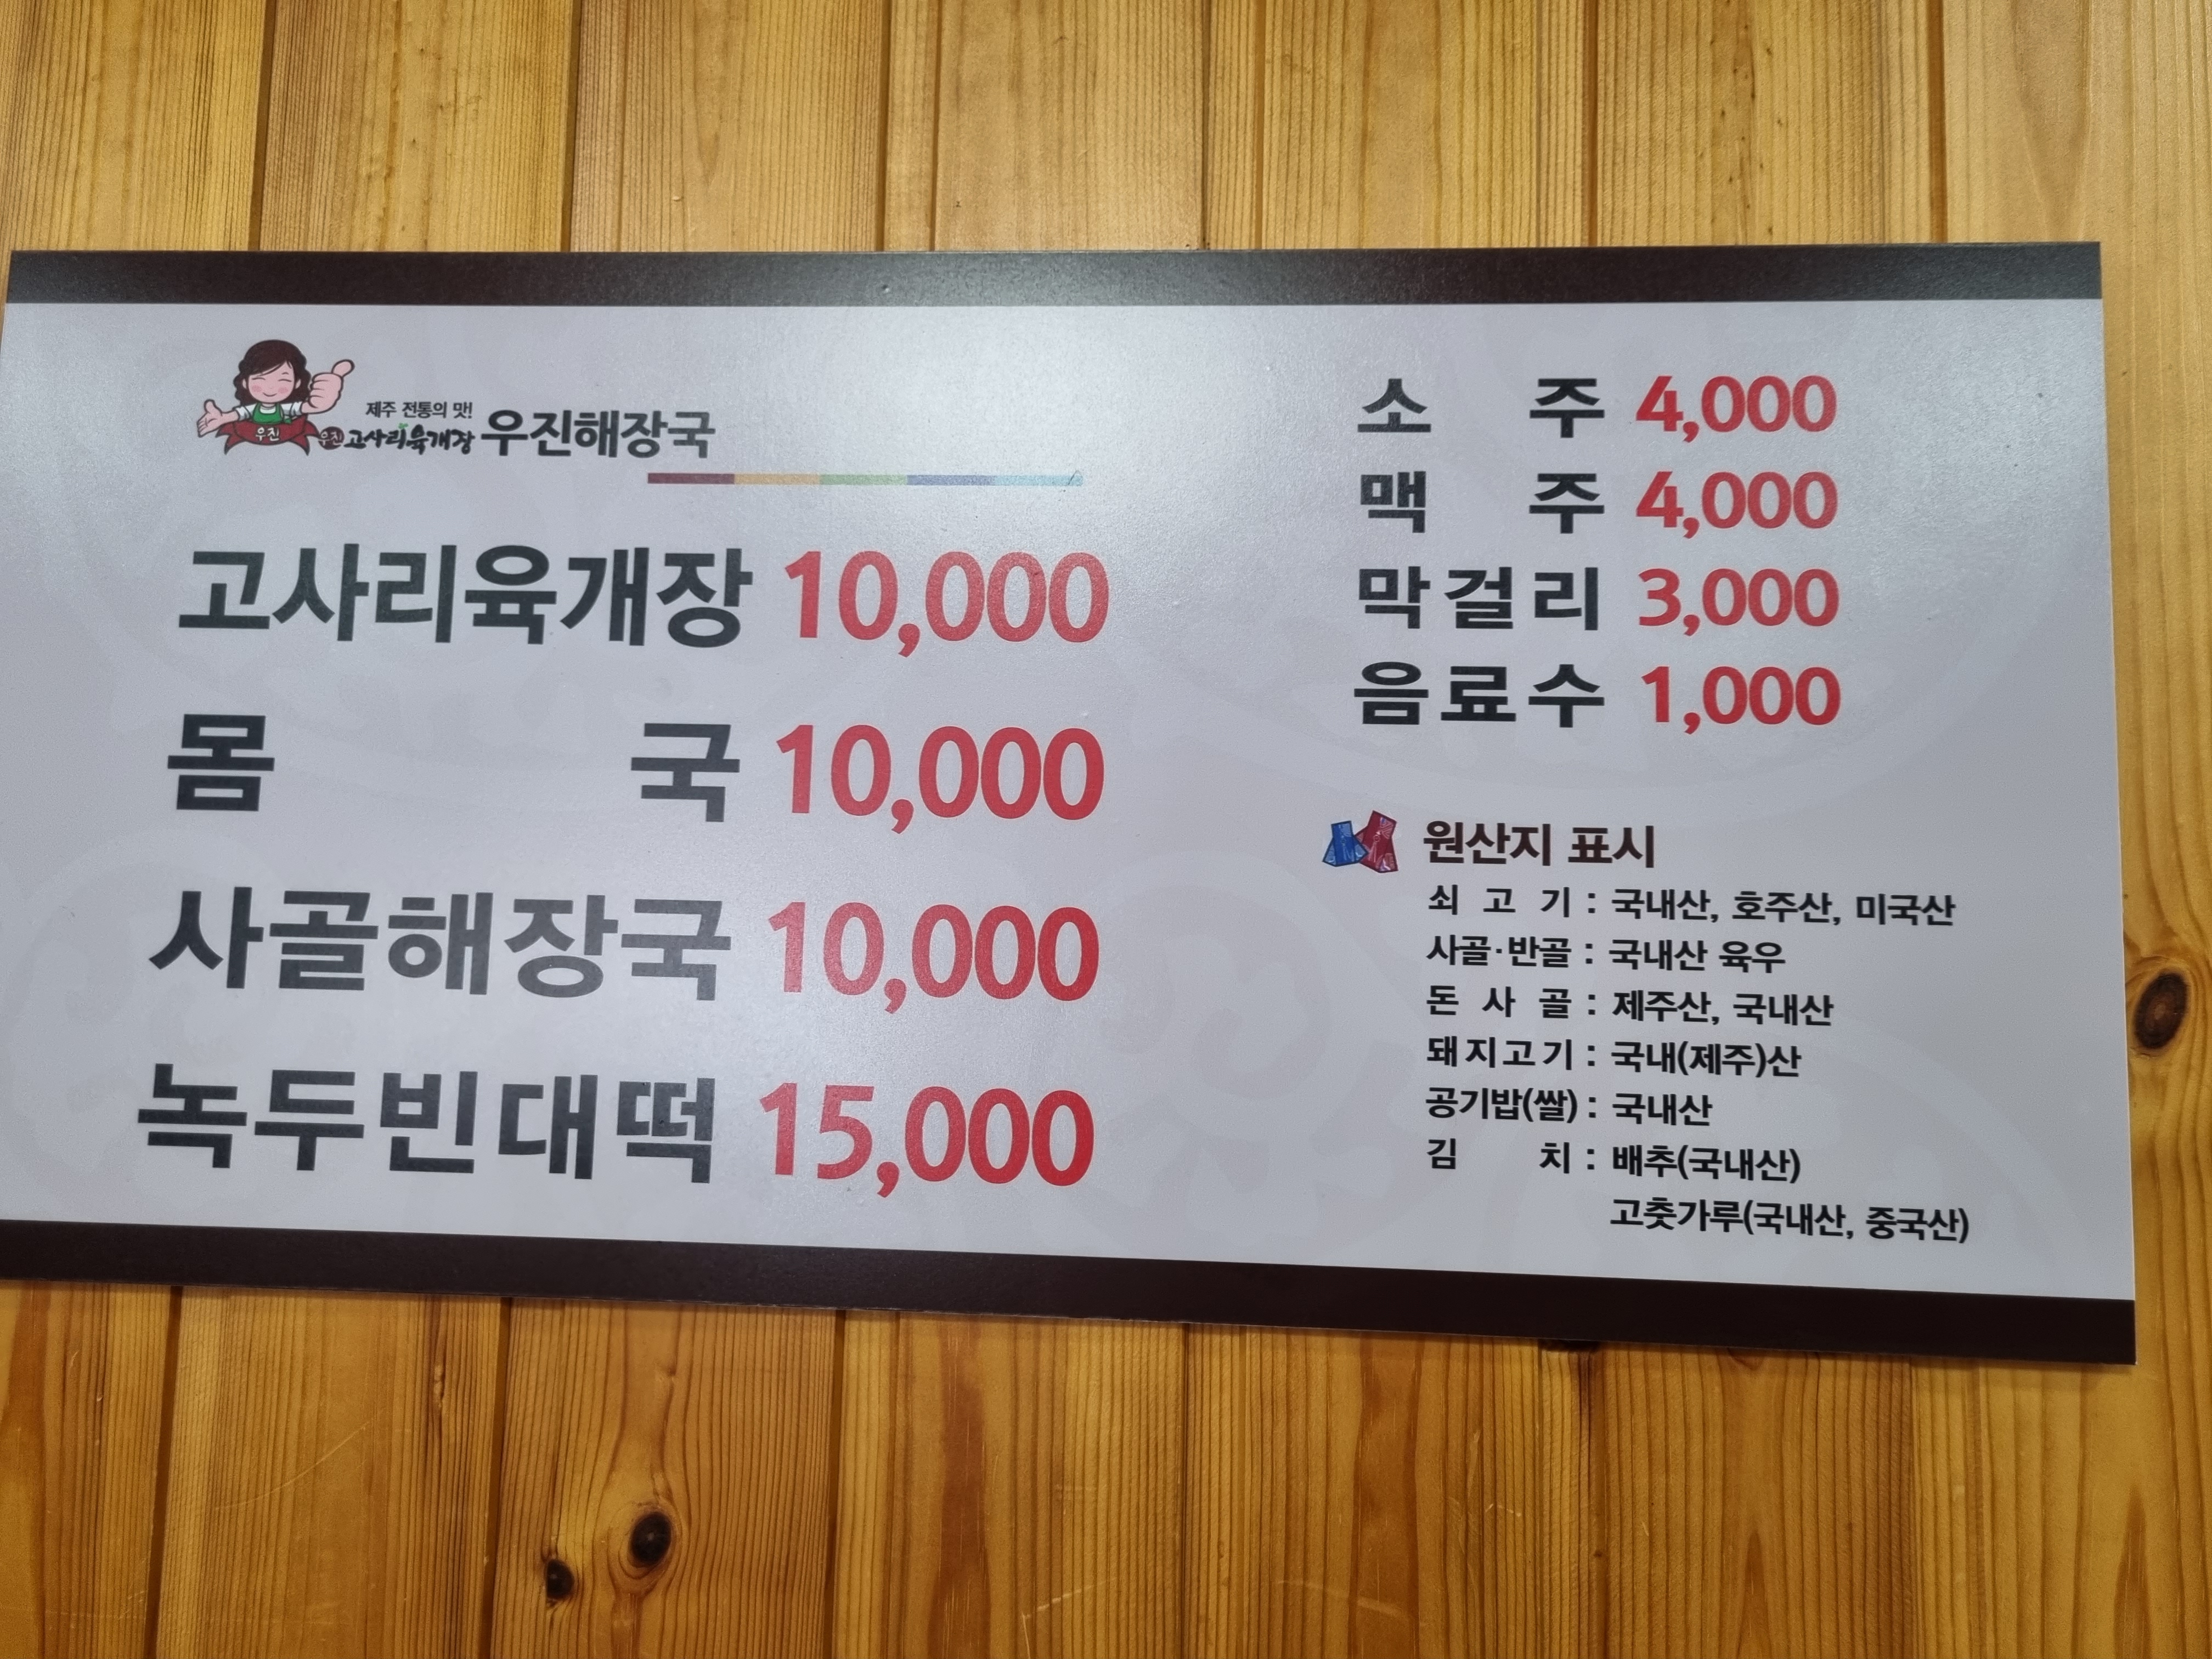 제주 전통의 맛!
우진
우진 고사리육개장 우진해장국
고사리육개장 10,000
몸 국 10,000
사골해장국 10,000
녹두빈대떡 15,000
소 주 4,000
맥 주 4,000
막걸리 3,000
음료수 1,000
원산지 표시
쇠 고 기 : 국내산, 호주산, 미국산
사골·반골 : 국내산 육우
돈 사 골 : 제주산, 국내산
돼지고기 : 국내(제주)산
공기밥(쌀) : 국내산
김 치 : 배추(국내산)
고춧가루(국내산, 중국산)